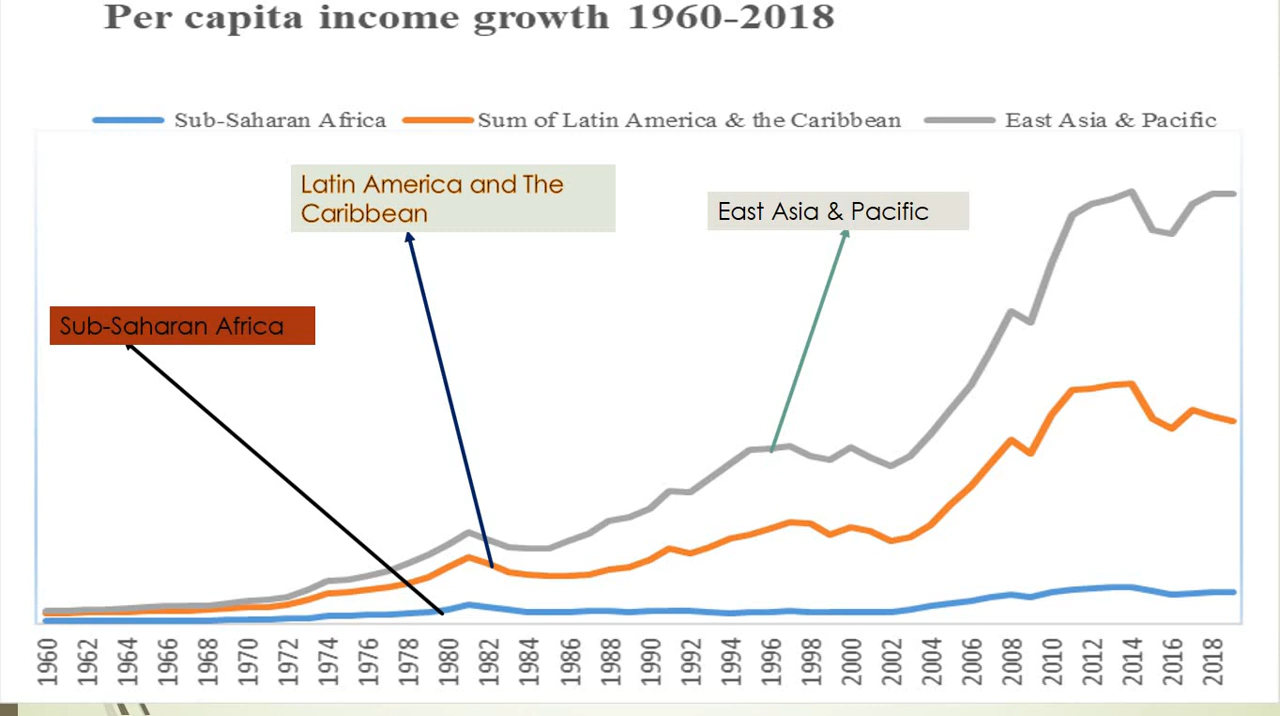 Per capita income growth 1960-2018
Sub-Saharan Africa Sum of Latin America & the Caribbean East Asia & Pacific
Latin America and The
Caribbean
East Asia & Pacific
Sub-Saharan Africa
1960 1962 1964 1966 1968 1970 1972 1974 1976 1978 1980 1982 1984 1986 1988 1990 1992 1994 1996 1998 2000 2002 2004 2006 2008 2010 2012 2014 2016 2018